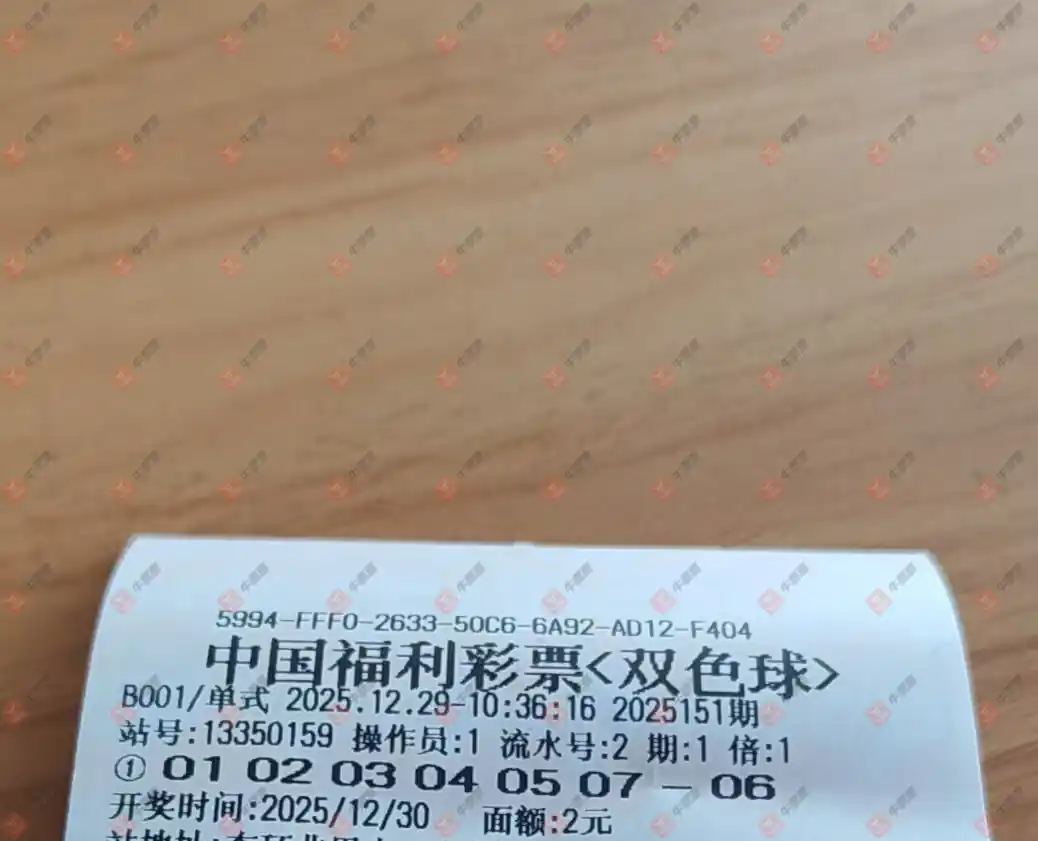 5994-FFF0-2633-50C6-6A92-AD12-F404
中国福利彩票<双色球>
B001/单式 2025.12.29-10:36:16 2025151期
站号:13350159 操作员:1 流水号:2 期:1 倍:1
① 01 02 03 04 05 07 - 06
开奖时间:2025/12/30 面额:2元